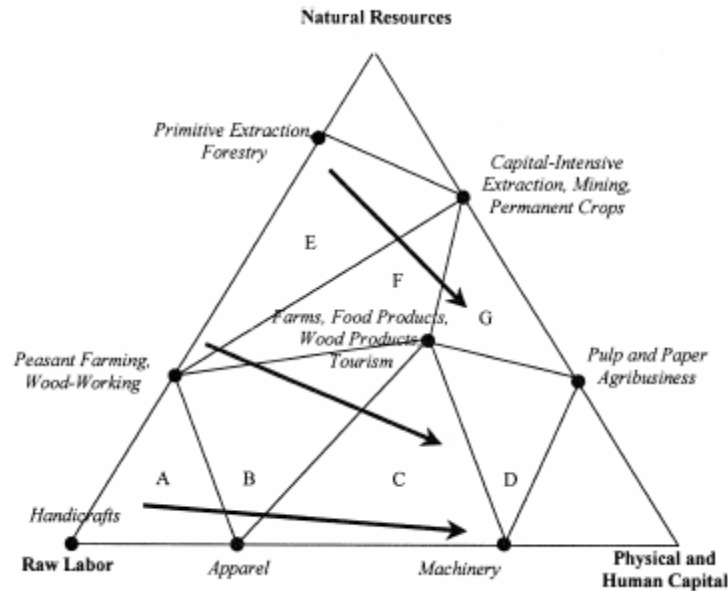 Natural Resources
Primitive Extraction
Forestry
Capital-Intensive
Extraction, Mining,
Permanent Crops
E
F
G
Farms, Food Products,
Wood Products
Tourism
Peasant Farming,
Wood-Working
Pulp and Paper
Agribusiness
A
B
C
D
Handicrafts
Raw Labor
Apparel
Machinery
Physical and
Human Capital